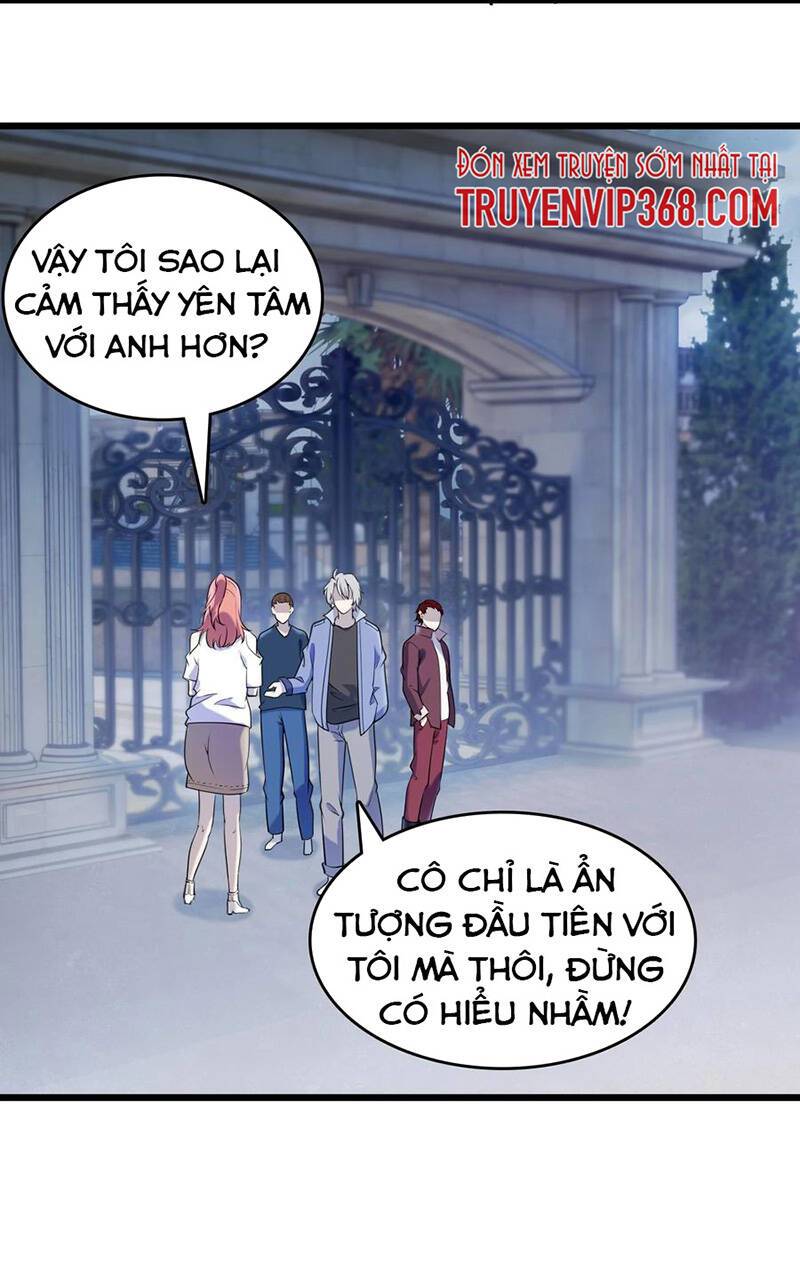 ĐÓN XEM TRUYỆN SỚM NHẤT TẠI
TRUYENVIP368.COM
VẬY TÔI SAO LẠI
CẢM THẤY YÊN TÂM
VỚI ANH HƠN?
CÔ CHỈ LÀ ẨN
TƯỢNG ĐẦU TIÊN VỚI
TÔI MÀ THÔI, ĐỪNG
CÓ HIỂU NHẦM!